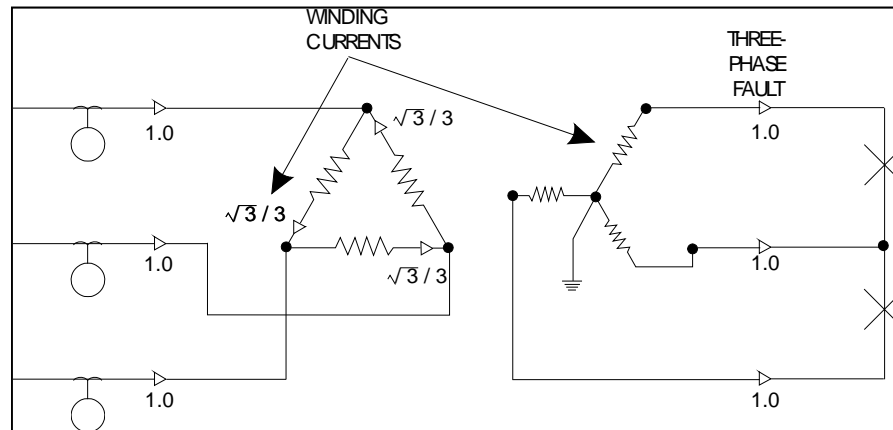 WINDING
CURRENTS
THREE-
PHASE
FAULT
√3 / 3
1.0
1.0
√3 / 3
√3 / 3
1.0
1.0
1.0
1.0